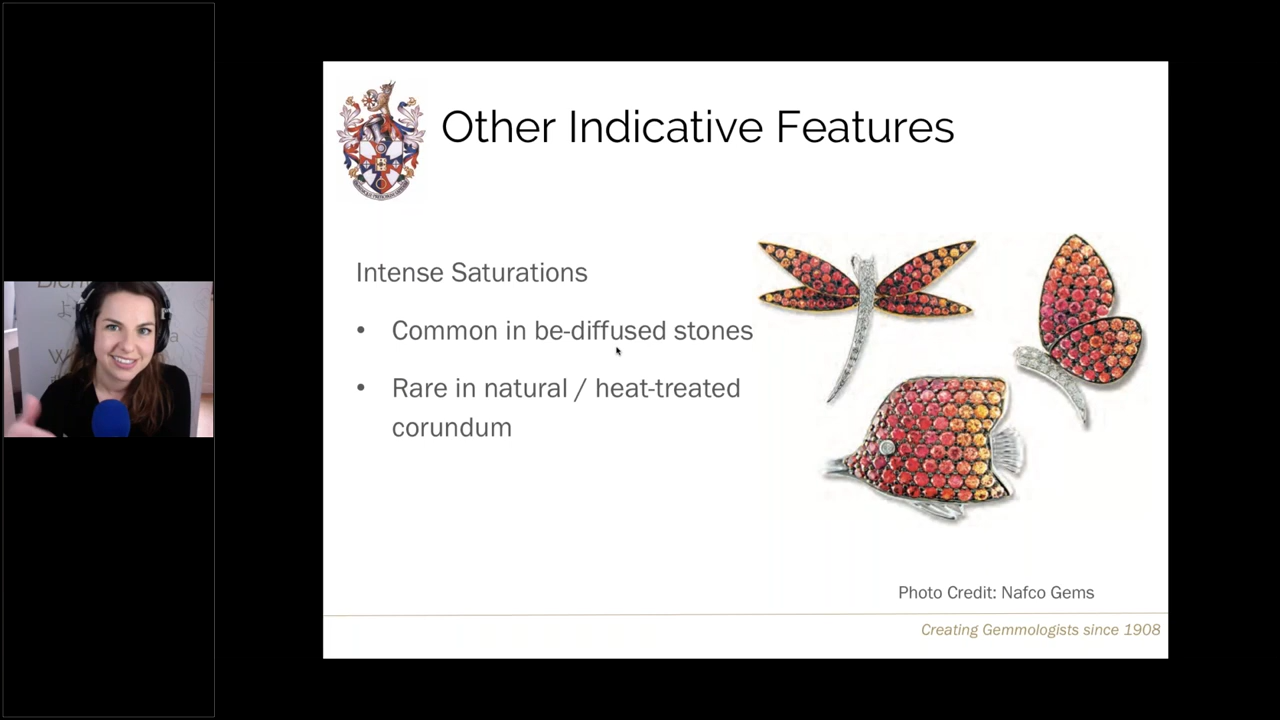 Other Indicative Features
Intense Saturations
• Common in be-diffused stones
• Rare in natural / heat-treated
corundum
Photo Credit: Nafco Gems
Creating Gemmologists since 1908